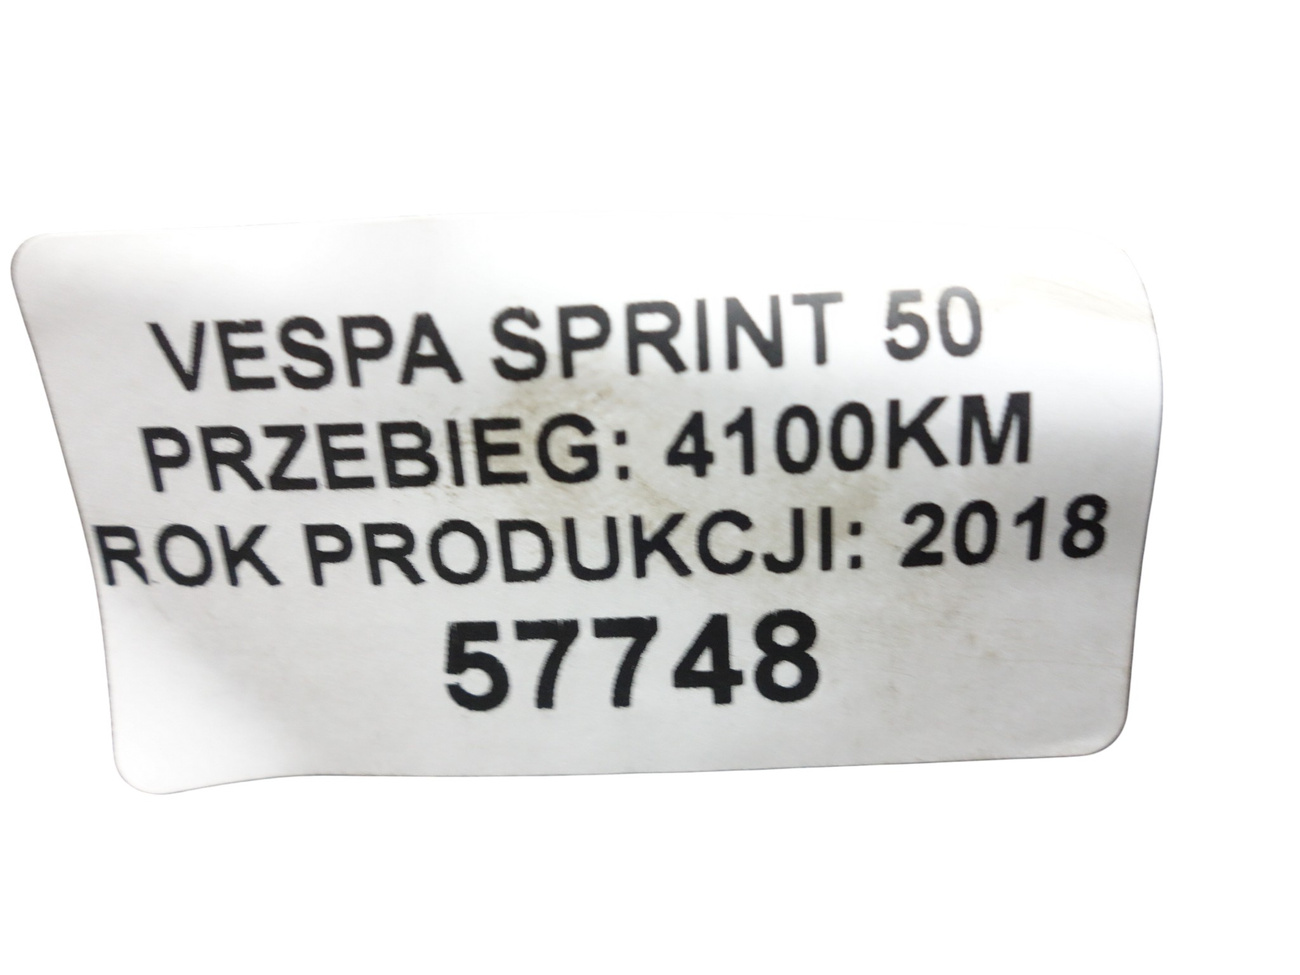 VESPA SPRINT 50
PRZEBIEG: 4100KM
ROK PRODUKCJI: 2018
57748